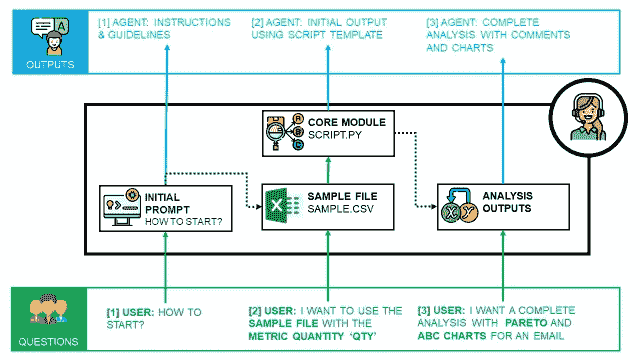 [1] AGENT: INSTRUCTIONS
& GUIDELINES
[2] AGENT: INITIAL OUTPUT
USING SCRIPT TEMPLATE
[3] AGENT: COMPLETE
ANALYSIS WITH COMMENTS
AND CHARTS
A
OUTPUTS
A
B
C
CORE MODULE
SCRIPT.PY
INITIAL
PROMPT
HOW TO START?
X
SAMPLE FILE
SAMPLE.CSV
X
Y
ANALYSIS
OUTPUTS
[1] USER: HOW TO
START?
[2] USER: I WANT TO USE THE
SAMPLE FILE WITH THE
METRIC QUANTITY ‘QTY’
[3] USER: I WANT A COMPLETE
ANALYSIS WITH PARETO AND
ABC CHARTS FOR AN EMAIL
QUESTIONS